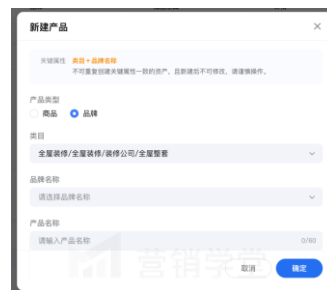 新建产品
关键属性 类目+品牌名称
不可重复创建关键属性一致的资产，且新建后不可修改，请谨慎操作。
产品类型
商品 品牌
类目
全屋装修/全屋装修/装修公司/全屋整套
品牌名称
请选择品牌名称
产品名称
请输入产品名称 0/60
营销学堂
取消 确定